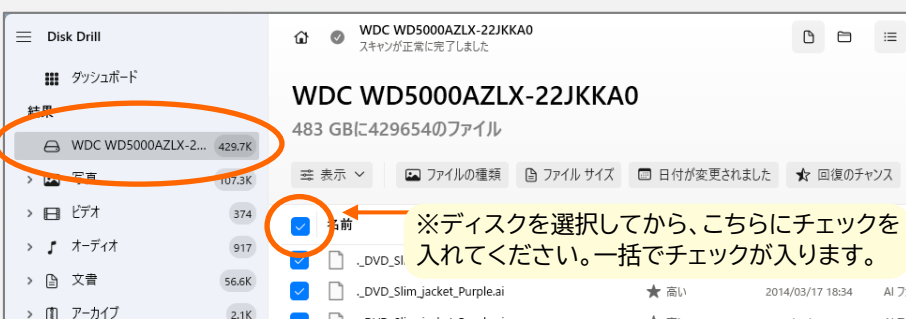 Disk Drill
WDC WD5000AZLX-22JKKA0
スキャンが正常に完了しました
ダッシュボード
WDC WD5000AZLX-22JKKA0
結果
483 GBに429654のファイル
WDC WD5000AZLX-2... 429.7K
写真 107.3K
表示 ファイルの種類 ファイル サイズ 日付が変更されました 回復のチャンス
ビデオ 374
名前
※ディスクを選択してから、こちらにチェックを
入れてください。一括でチェックが入ります。
オーディオ 917
._DVD_Sl
文書 56.6K
._DVD_Slim_jacket_Purple.ai 高い 2014/03/17 18:34 AI
アーカイブ 2.1K